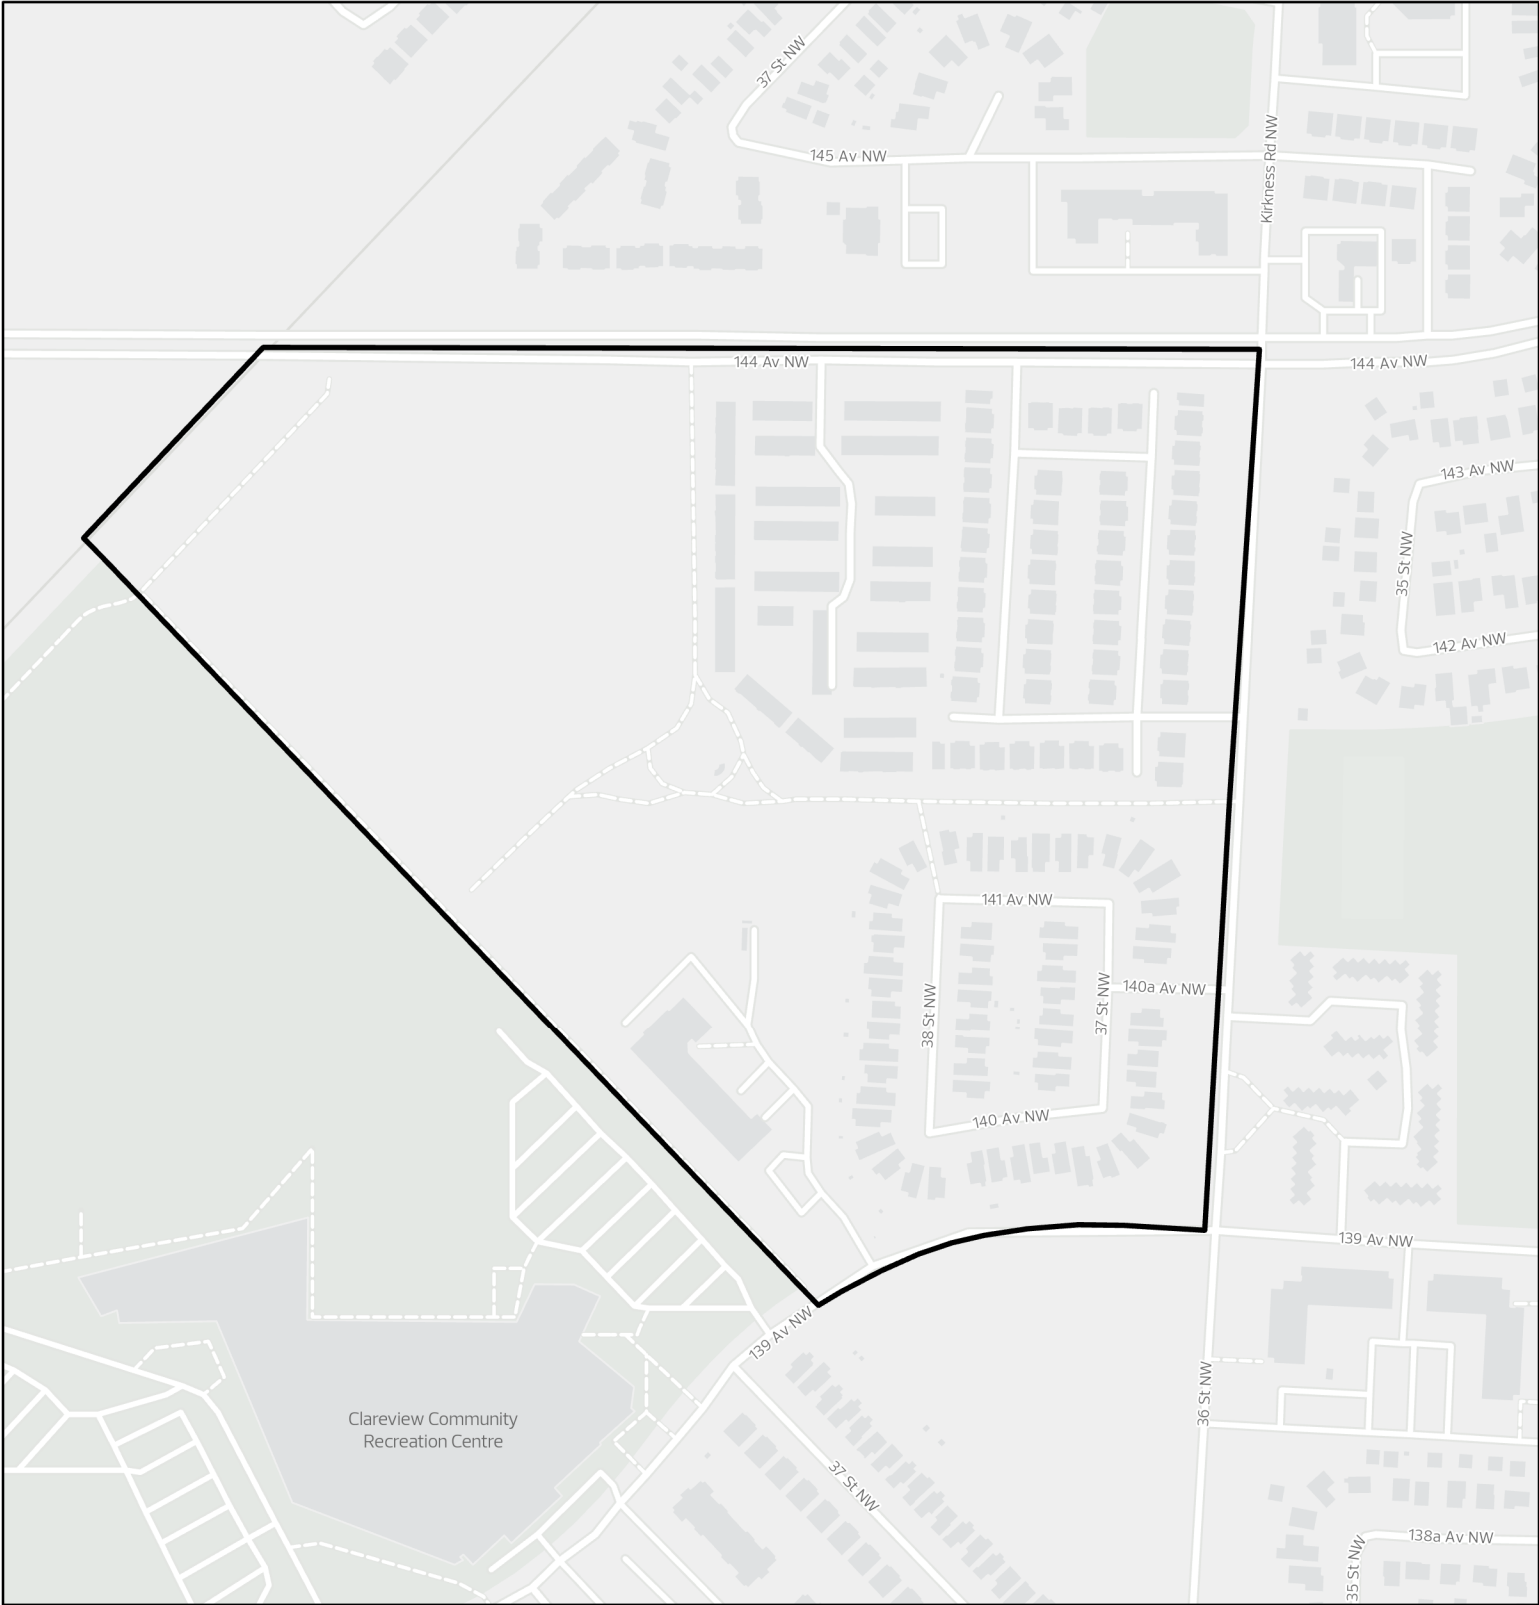 37 St NW
145 Av NW
Kirkness Rd NW
144 Av NW
144 Av NW
143 Av NW
35 St NW
142 Av NW
141 Av NW
38 St NW
37 St NW
140a Av NW
140 Av NW
139 Av NW
139 Av NW
36 St NW
Clareview Community
Recreation Centre
37 St NW
138a Av NW
35 St NW